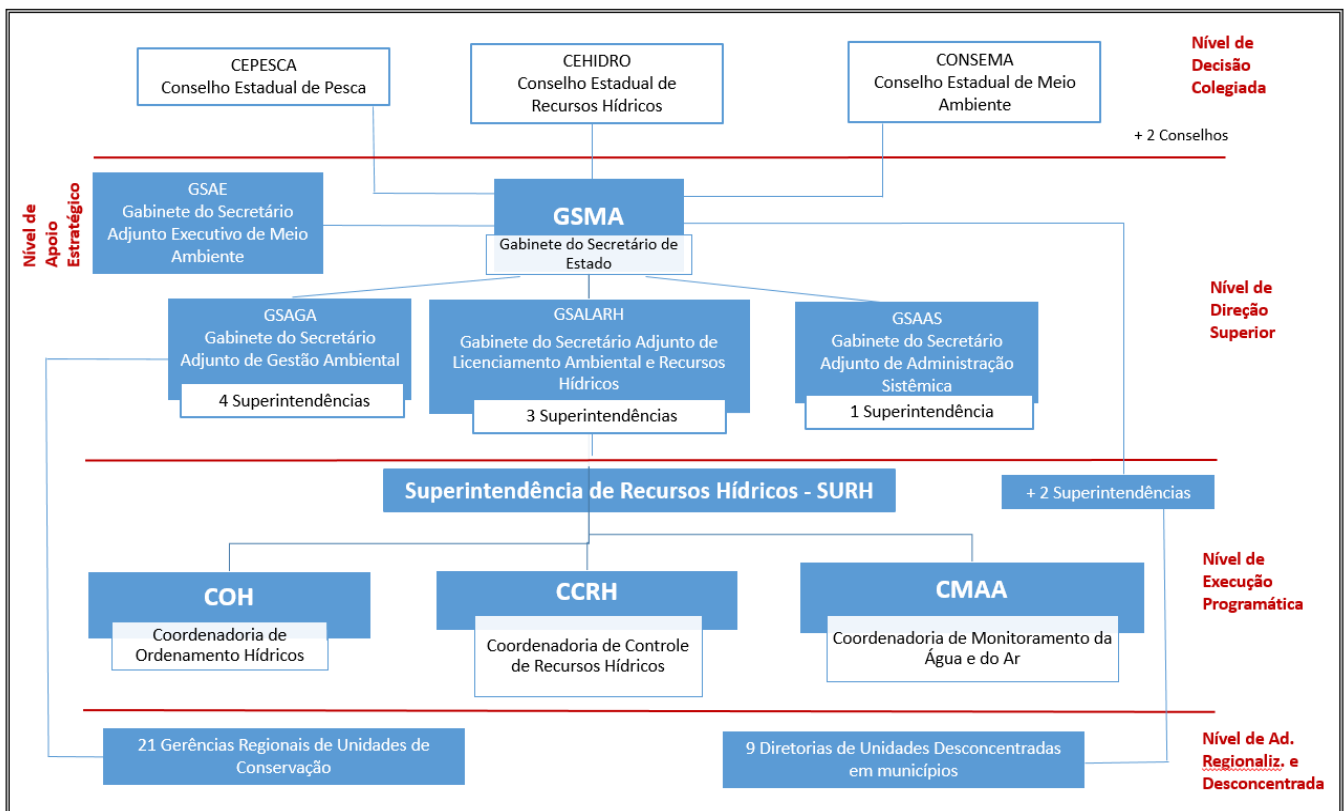 CEPESCA
Conselho Estadual de Pesca
CEHIDRO
Conselho Estadual de
Recursos Hídricos
CONSEMA
Conselho Estadual de Meio
Ambiente
Nível de
Decisão
Colegiada
+ 2 Conselhos
Nível de
Apoio
Estratégico
GSAE
Gabinete do Secretário
Adjunto Executivo de Meio
Ambiente
GSMA
Gabinete do Secretário de
Estado
Nível de
Direção
Superior
GSAGA
Gabinete do Secretário
Adjunto de Gestão Ambiental
4 Superintendências
GSALARH
Gabinete do Secretário Adjunto de
Licenciamento Ambiental e Recursos
Hídricos
3 Superintendências
GSAAS
Gabinete do Secretário
Adjunto de Administração
Sistêmica
1 Superintendência
Superintendência de Recursos Hídricos - SURH
+ 2 Superintendências
COH
Coordenadoria de
Ordenamento Hídricos
CCRH
Coordenadoria de Controle
de Recursos Hídricos
CMAA
Coordenadoria de Monitoramento da
Água e do Ar
Nível de
Execução
Programática
21 Gerências Regionais de Unidades de
Conservação
9 Diretorias de Unidades Desconcentradas
em municípios
Nível de Ad.
Regionaliz. e
Desconcentrada